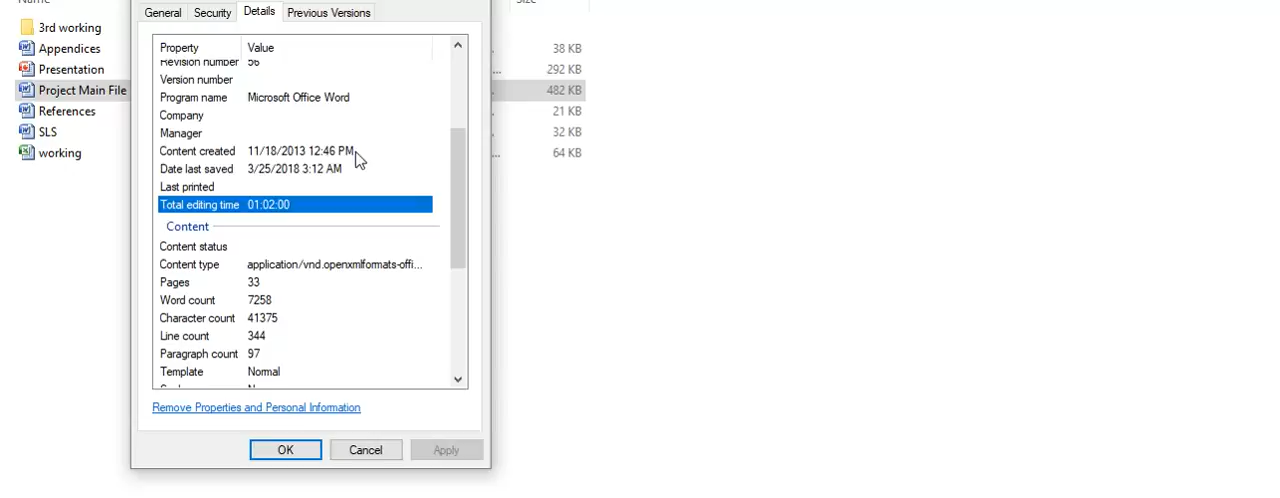 General Security Details Previous Versions
3rd working
Appendices 38 KB
Presentation 292 KB
Project Main File 482 KB
References 21 KB
SLS 32 KB
working 64 KB
Property Value
Revision number 56
Version number
Program name Microsoft Office Word
Company
Manager
Content created 11/18/2013 12:46 PM
Date last saved 3/25/2018 3:12 AM
Last printed
Total editing time 01:02:00
Content
Content status
Content type application/vnd.openxmlformats-offi...
Pages 33
Word count 7258
Character count 41375
Line count 344
Paragraph count 97
Template Normal
Remove Properties and Personal Information
OK Cancel Apply